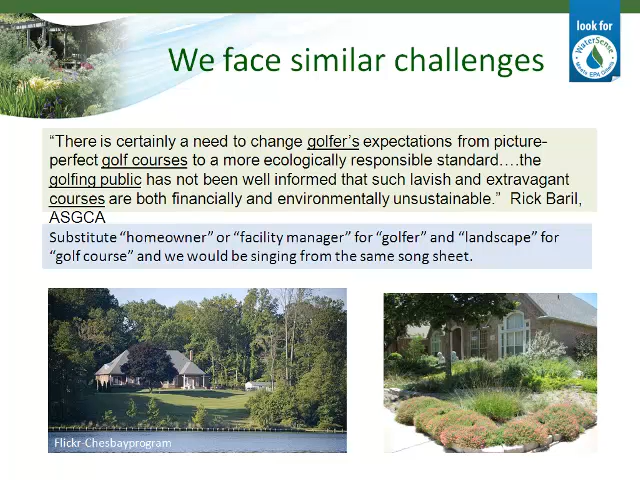 look for
WaterSense
We face similar challenges
“There is certainly a need to change golfer’s expectations from picture-
perfect golf courses to a more ecologically responsible standard….the
golfing public has not been well informed that such lavish and extravagant
courses are both financially and environmentally unsustainable.”  Rick Baril,
ASGCA
Substitute “homeowner” or “facility manager” for “golfer” and “landscape” for
“golf course” and we would be singing from the same song sheet.
Flickr-Chesbayprogram